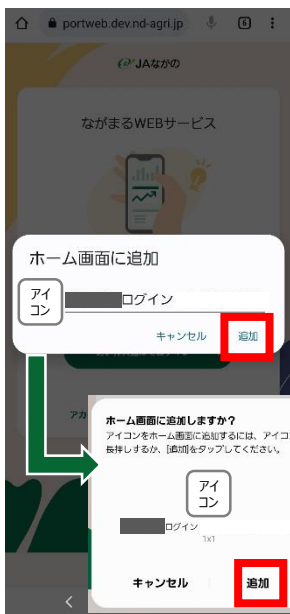 portweb.dev.nd-agri.jp
6
JAながの
ながまるWEBサービス
ホーム画面に追加
アイ
コン
ログイン
キャンセル
追加
アカ
ホーム画面に追加しますか?
アイコンをホーム画面に追加するには、アイコ
長押しするか、[追加]をタップしてください。
アイ
コン
ログイン
1x1
キャンセル
追加